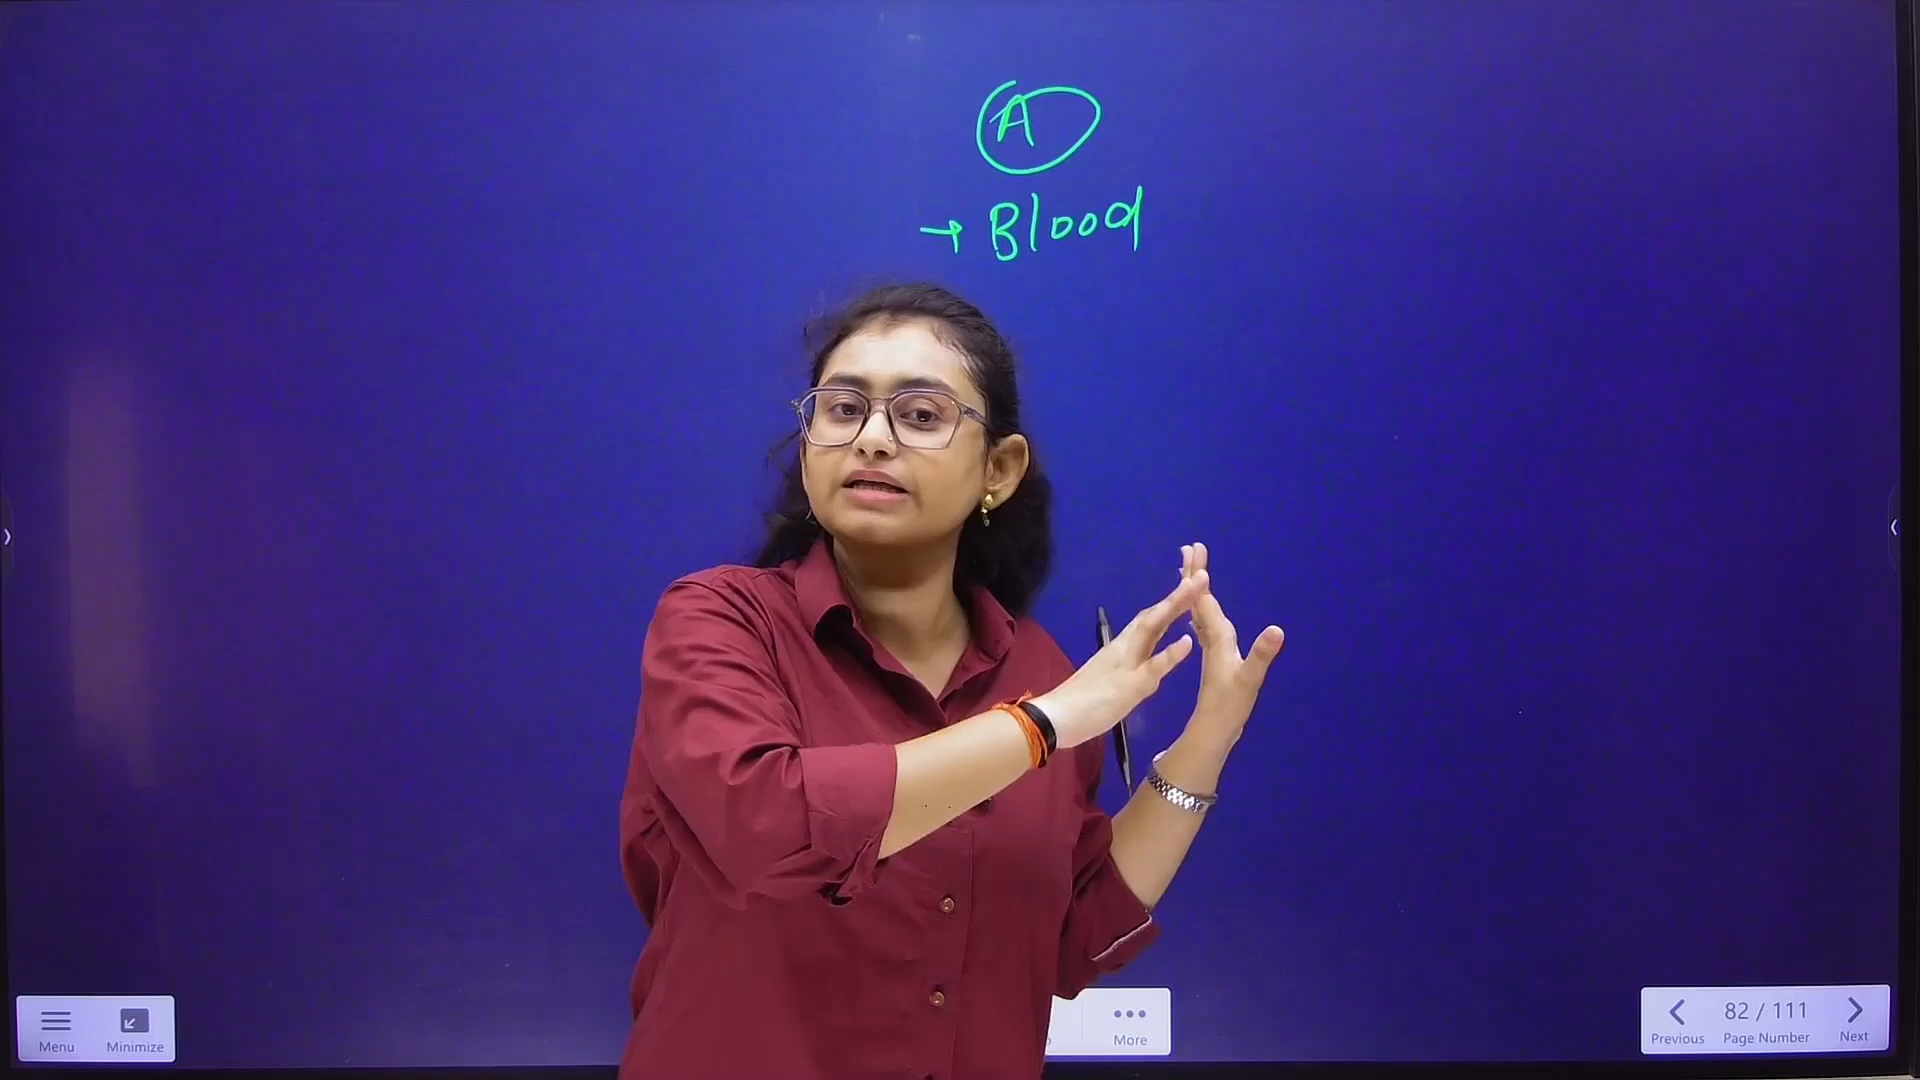 A
→ Blood
Menu
Minimize
More
82 / 111
Previous
Page Number
Next